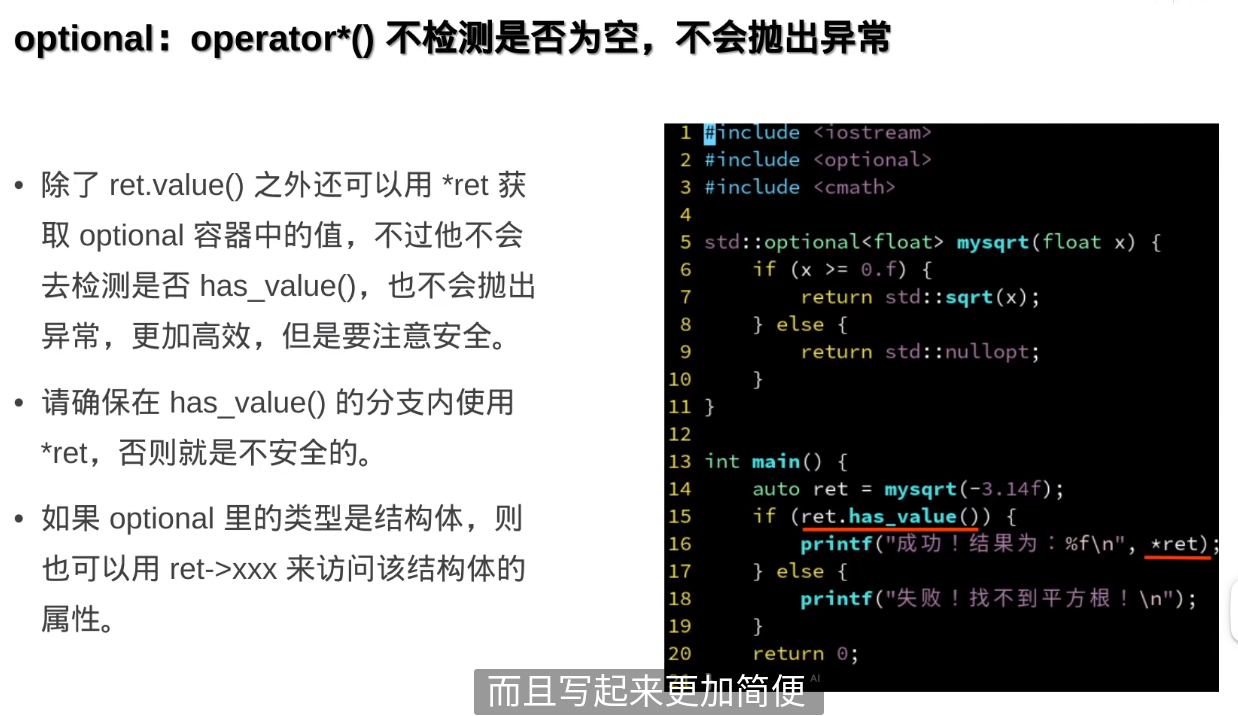 optional：operator*() 不检测是否为空，不会抛出异常
• 除了 ret.value() 之外还可以用 *ret 获
取 optional 容器中的值，不过他不会
去检测是否 has_value()，也不会抛出
异常，更加高效，但是要注意安全。
• 请确保在 has_value() 的分支内使用
*ret，否则就是不安全的。
• 如果 optional 里的类型是结构体，则
也可以用 ret->xxx 来访问该结构体的
属性。
1 #include <iostream>
2 #include <optional>
3 #include <cmath>
4
5 std::optional<float> mysqrt(float x) {
6     if (x >= 0.f) {
7         return std::sqrt(x);
8     } else {
9         return std::nullopt;
10     }
11 }
12
13 int main() {
14     auto ret = mysqrt(-3.14f);
15     if (ret.has_value()) {
16         printf("成功！结果为：%f\n", *ret);
17     } else {
18         printf("失败！找不到平方根！\n");
19     }
20     return 0;
AI
而且写起来更加简便